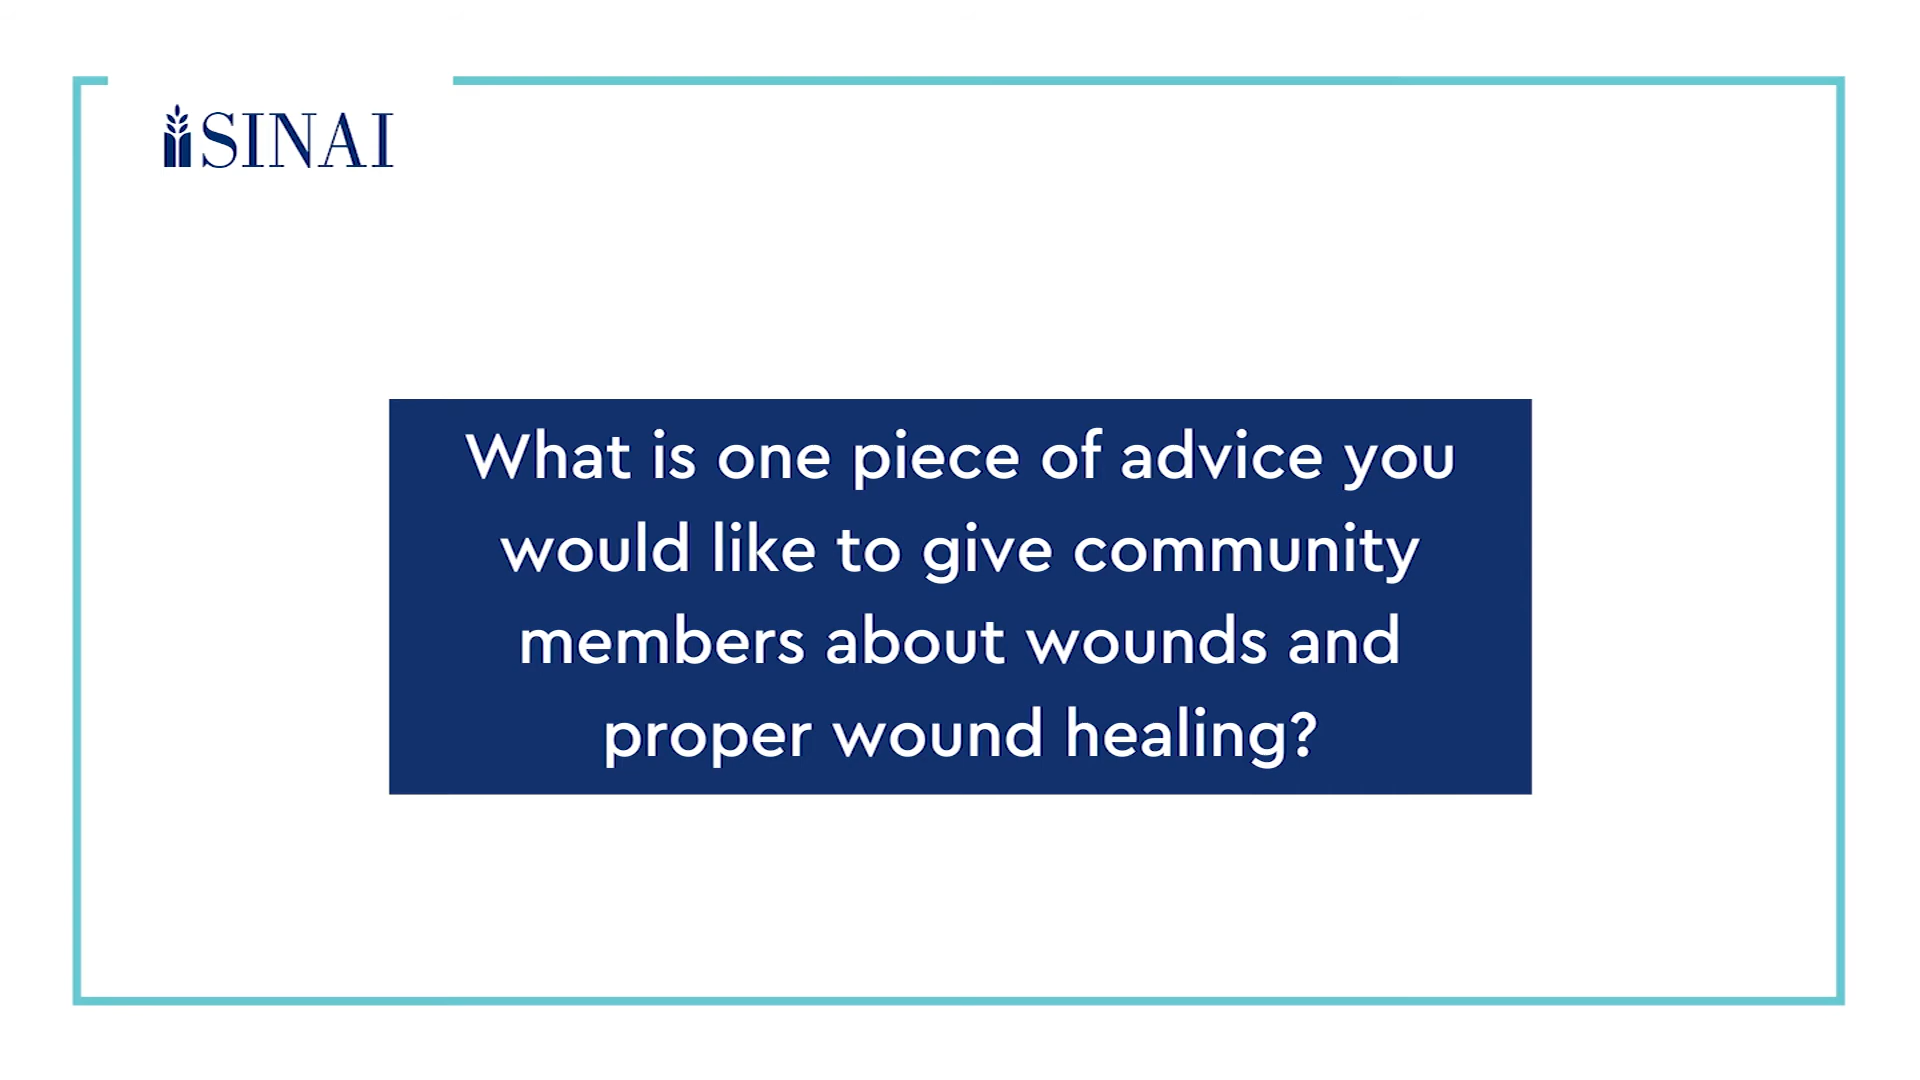 SINAI
What is one piece of advice you
would like to give community
members about wounds and
proper wound healing?